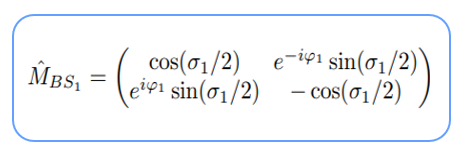 M̂_{BS_1} = ( cos(σ_1/2) e^{-iφ_1} sin(σ_1/2)
e^{iφ_1} sin(σ_1/2) − cos(σ_1/2) )